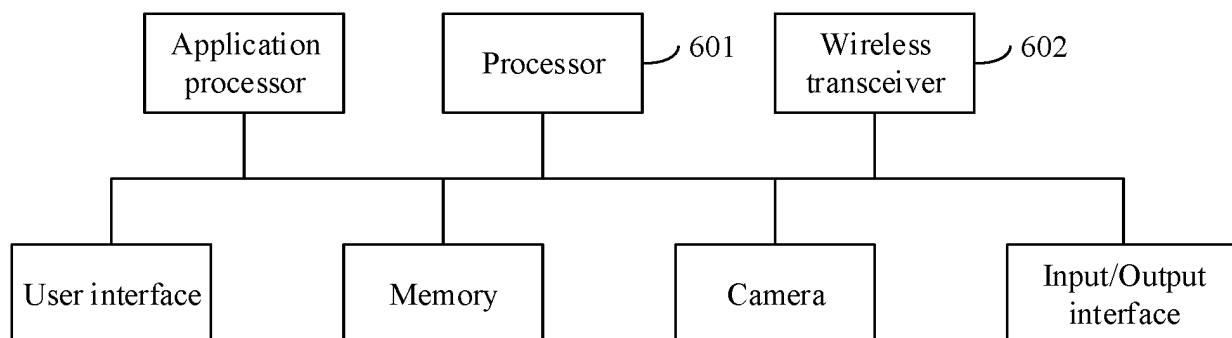 Application
processor
Processor
601
Wireless
transceiver
602
User interface
Memory
Camera
Input/Output
interface